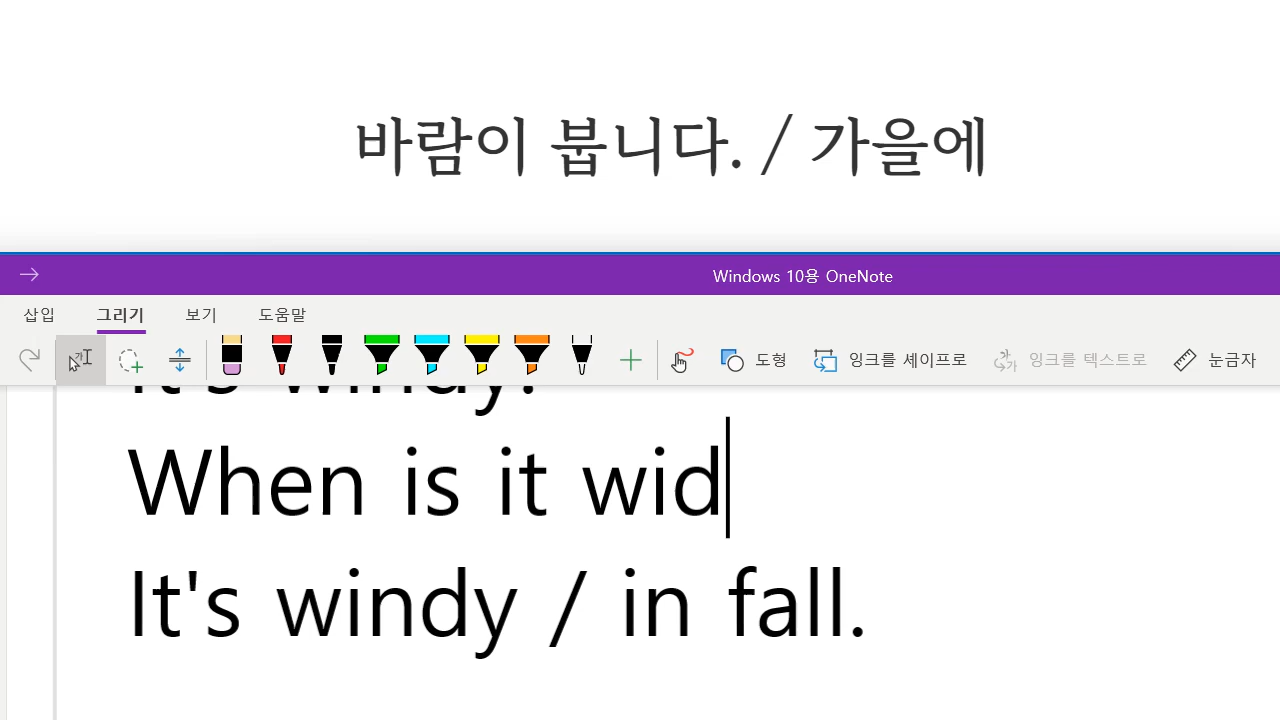 바람이 붑니다. / 가을에
Windows 10용 OneNote
삽입 그리기 보기 도움말
도형 잉크를 셰이프로 잉크를 텍스트로 눈금자
It's windy.
When is it wid
It's windy / in fall.